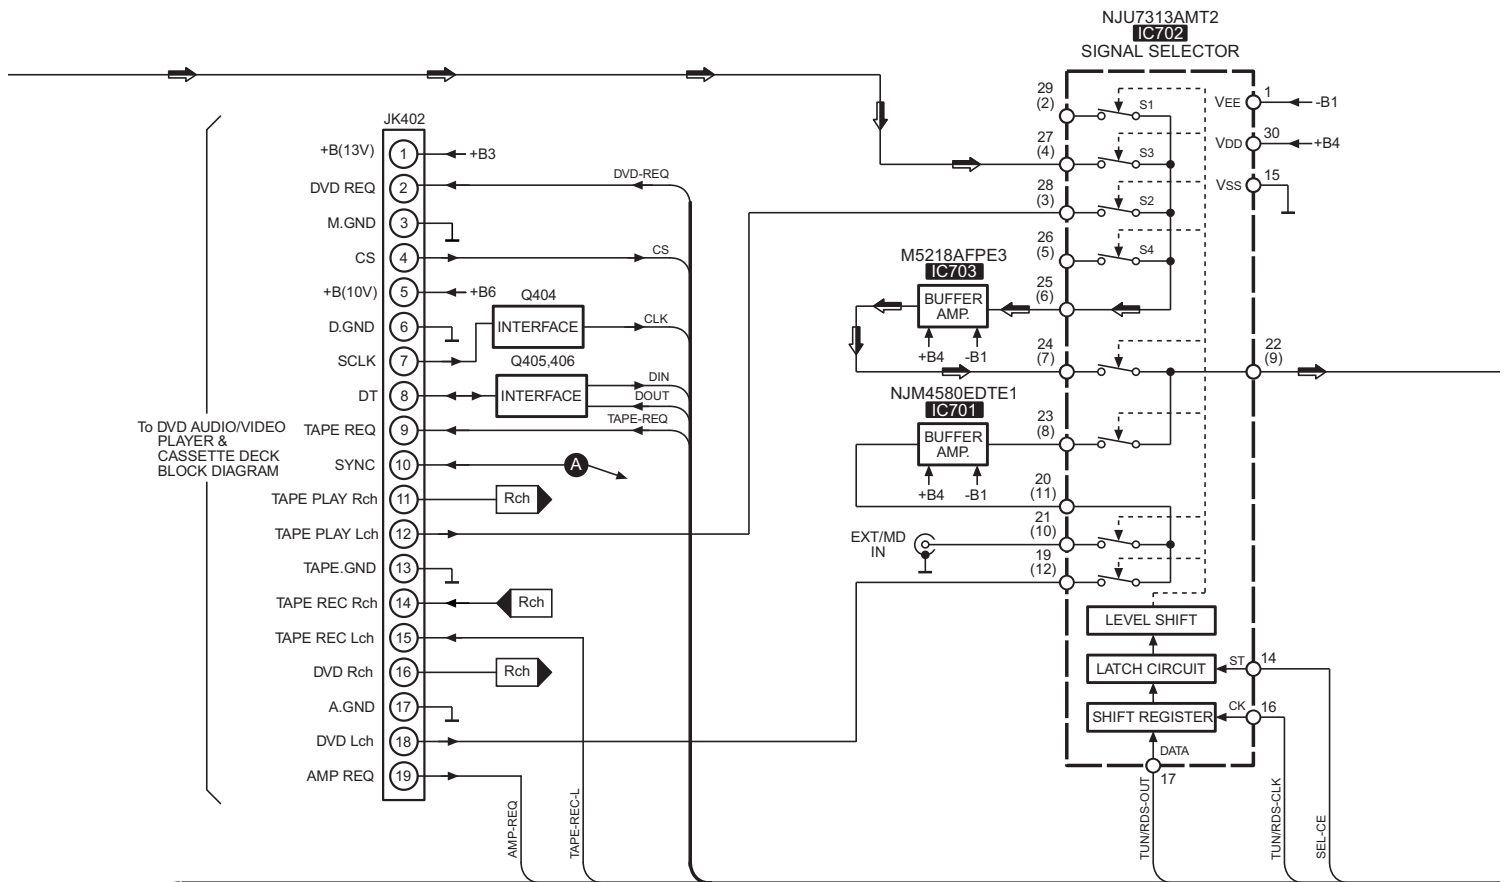 NJU7313AMT2
IC702
SIGNAL SELECTOR
JK402
+B(13V) 1 +B3
DVD REQ 2 DVD-REQ
M.GND 3
CS 4 CS
+B(10V) 5 +B6
D.GND 6
SCLK 7
Q404
INTERFACE
CLK
DT 8
Q405,406
INTERFACE
DIN
DOUT
TAPE REQ 9 TAPE-REQ
SYNC 10 A
TAPE PLAY Rch 11 Rch
TAPE PLAY Lch 12
TAPE.GND 13
TAPE REC Rch 14 Rch
TAPE REC Lch 15
DVD Rch 16 Rch
A.GND 17
DVD Lch 18
AMP REQ 19
To DVD AUDIO/VIDEO
PLAYER &
CASSETTE DECK
BLOCK DIAGRAM
AMP-REQ
TAPE-REC-L
M5218AFPE3
IC703
BUFFER
AMP.
+B4 -B1
NJM4580EDTE1
IC701
BUFFER
AMP.
+B4 -B1
EXT/MD
IN
29
(2)
S1
27
(4)
S3
28
(3)
S2
26
(5)
S4
25
(6)
24
(7)
23
(8)
20
(11)
21
(10)
19
(12)
VEE 1 -B1
VDD 30 +B4
VSS 15
22
(9)
LEVEL SHIFT
LATCH CIRCUIT
ST 14
SHIFT REGISTER
CK 16
DATA
17
TUN/RDS-OUT
TUN/RDS-CLK
SEL-CE